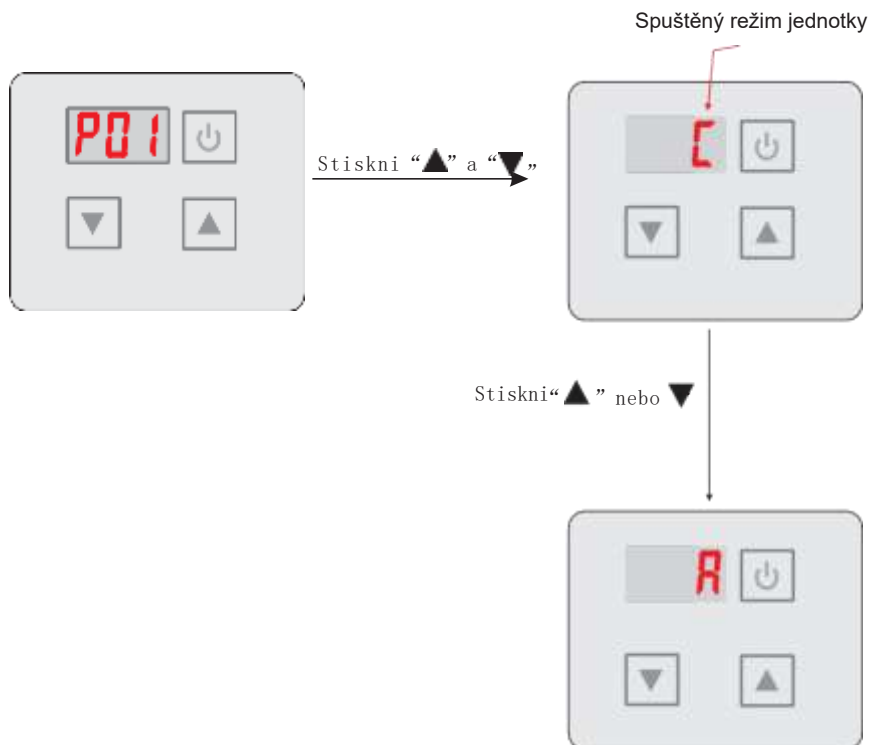 Spuštěný režim jednotky
P01
C
Stiskni “▲” a “▼”
Stiskni“▲” nebo ▼
A